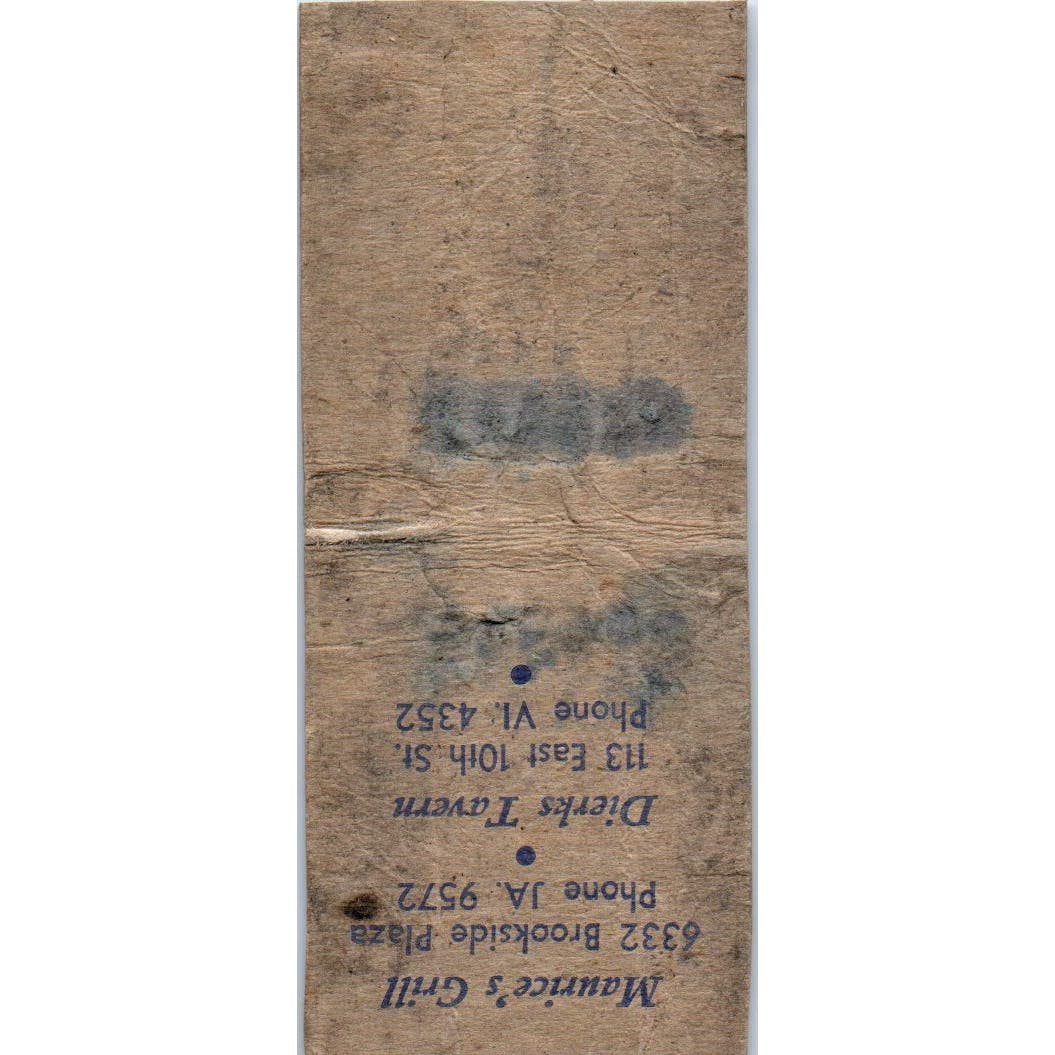 Maurice's Grill
6332 Brookside Plaza
Phone JA. 9572
Dierks Tavern
113 East 10th St.
Phone VI. 4352